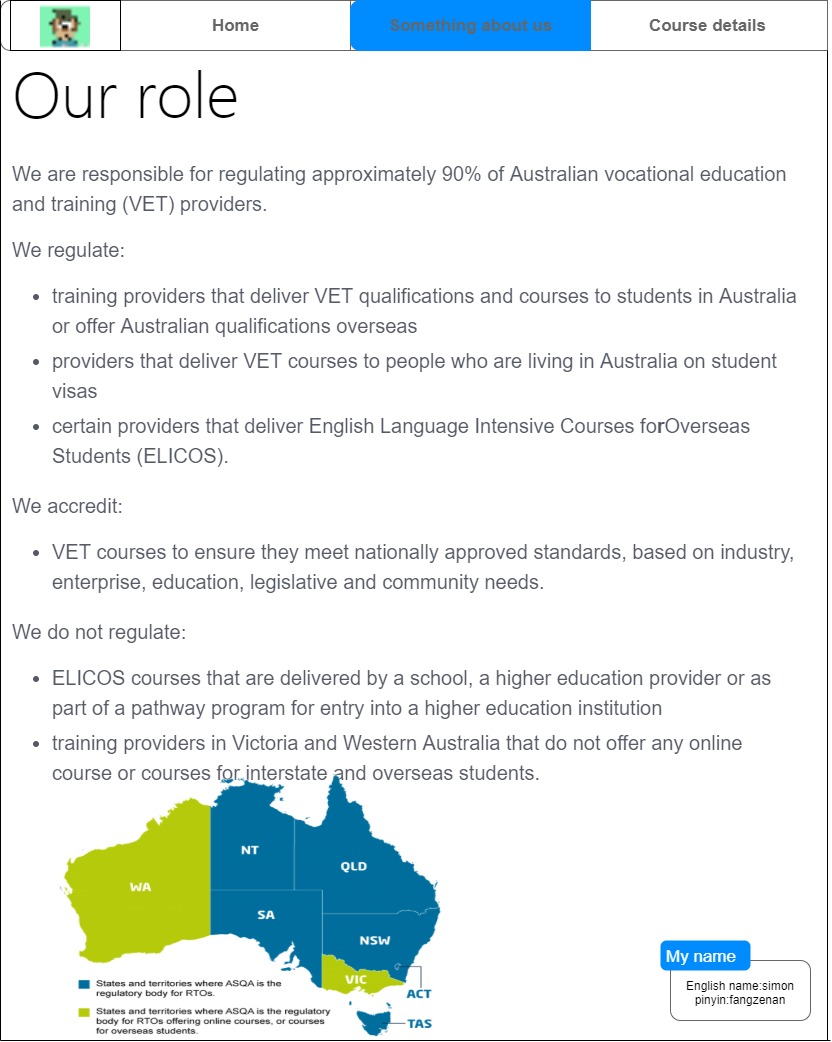 Home
Something about us
Course details
Our role
We are responsible for regulating approximately 90% of Australian vocational education
and training (VET) providers.
We regulate:
• training providers that deliver VET qualifications and courses to students in Australia
or offer Australian qualifications overseas
• providers that deliver VET courses to people who are living in Australia on student
visas
• certain providers that deliver English Language Intensive Courses forOverseas
Students (ELICOS).
We accredit:
• VET courses to ensure they meet nationally approved standards, based on industry,
enterprise, education, legislative and community needs.
We do not regulate:
• ELICOS courses that are delivered by a school, a higher education provider or as
part of a pathway program for entry into a higher education institution
• training providers in Victoria and Western Australia that do not offer any online
course or courses for interstate and overseas students.
NT
QLD
WA
SA
NSW
VIC
ACT
TAS
States and territories where ASQA is the
regulatory body for RTOs.
States and territories where ASQA is the regulatory
body for RTOs offering online courses, or courses
for overseas students.
My name
English name:simon
pinyin:fangzenan